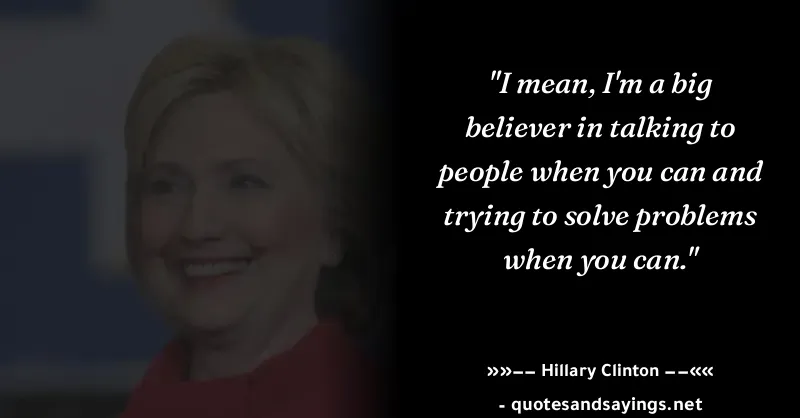 "I mean, I'm a big
believer in talking to
people when you can and
trying to solve problems
when you can."
»»−− Hillary Clinton −−««
- quotesandsayings.net